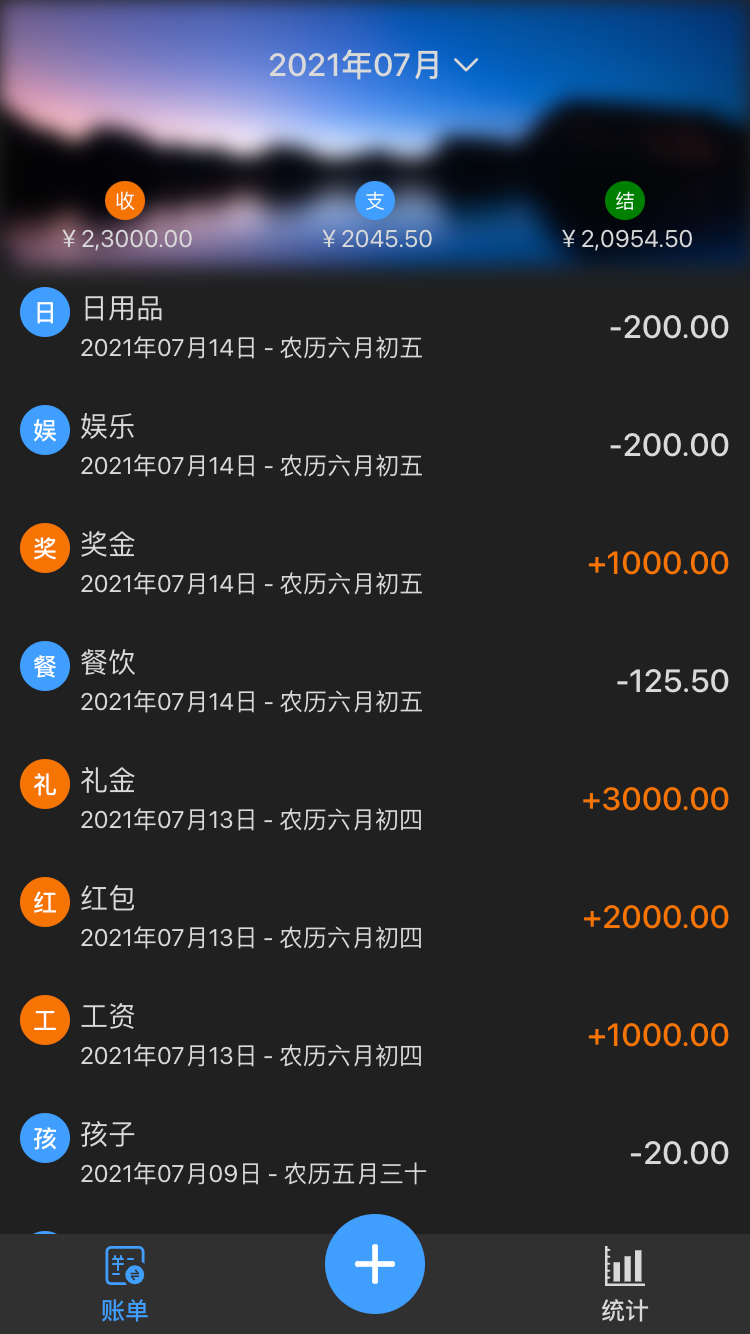 2021年07月
收 支 结
¥2,3000.00 ¥2045.50 ¥2,0954.50
日 日用品
2021年07月14日 - 农历六月初五
-200.00
娱 娱乐
2021年07月14日 - 农历六月初五
-200.00
奖 奖金
2021年07月14日 - 农历六月初五
+1000.00
餐 餐饮
2021年07月14日 - 农历六月初五
-125.50
礼 礼金
2021年07月13日 - 农历六月初四
+3000.00
红 红包
2021年07月13日 - 农历六月初四
+2000.00
工 工资
2021年07月13日 - 农历六月初四
+1000.00
孩 孩子
2021年07月09日 - 农历五月三十
-20.00
账单 统计